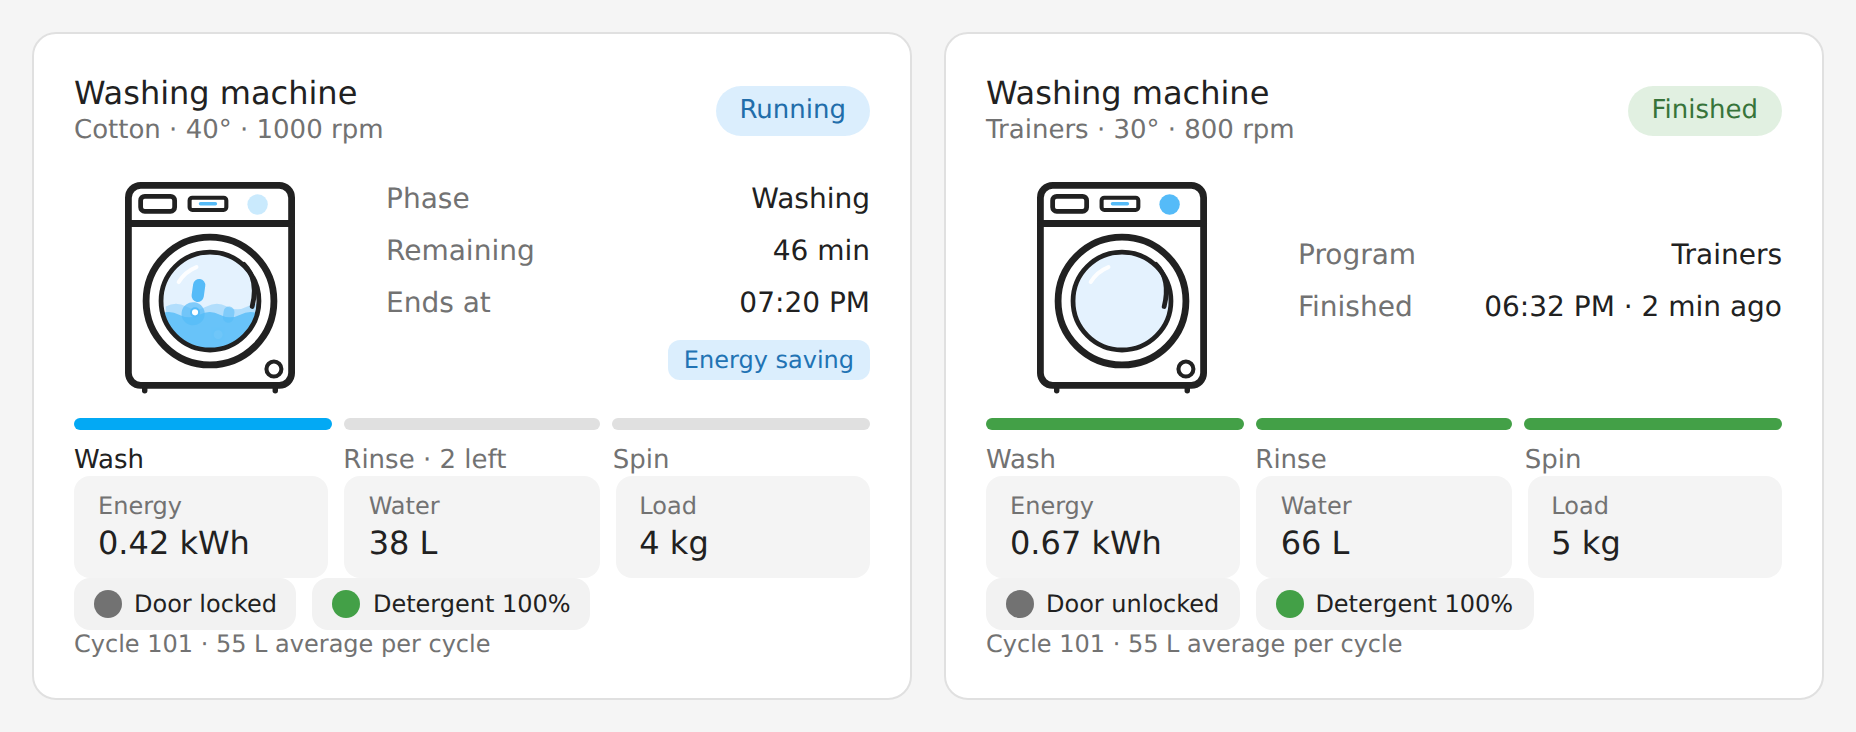 Washing machine
Cotton · 40° · 1000 rpm
Running
Phase Washing
Remaining 46 min
Ends at 07:20 PM
Energy saving
Wash Rinse · 2 left Spin
Energy Water Load
0.42 kWh 38 L 4 kg
Door locked Detergent 100%
Cycle 101 · 55 L average per cycle
Washing machine
Trainers · 30° · 800 rpm
Finished
Program Trainers
Finished 06:32 PM · 2 min ago
Wash Rinse Spin
Energy Water Load
0.67 kWh 66 L 5 kg
Door unlocked Detergent 100%
Cycle 101 · 55 L average per cycle